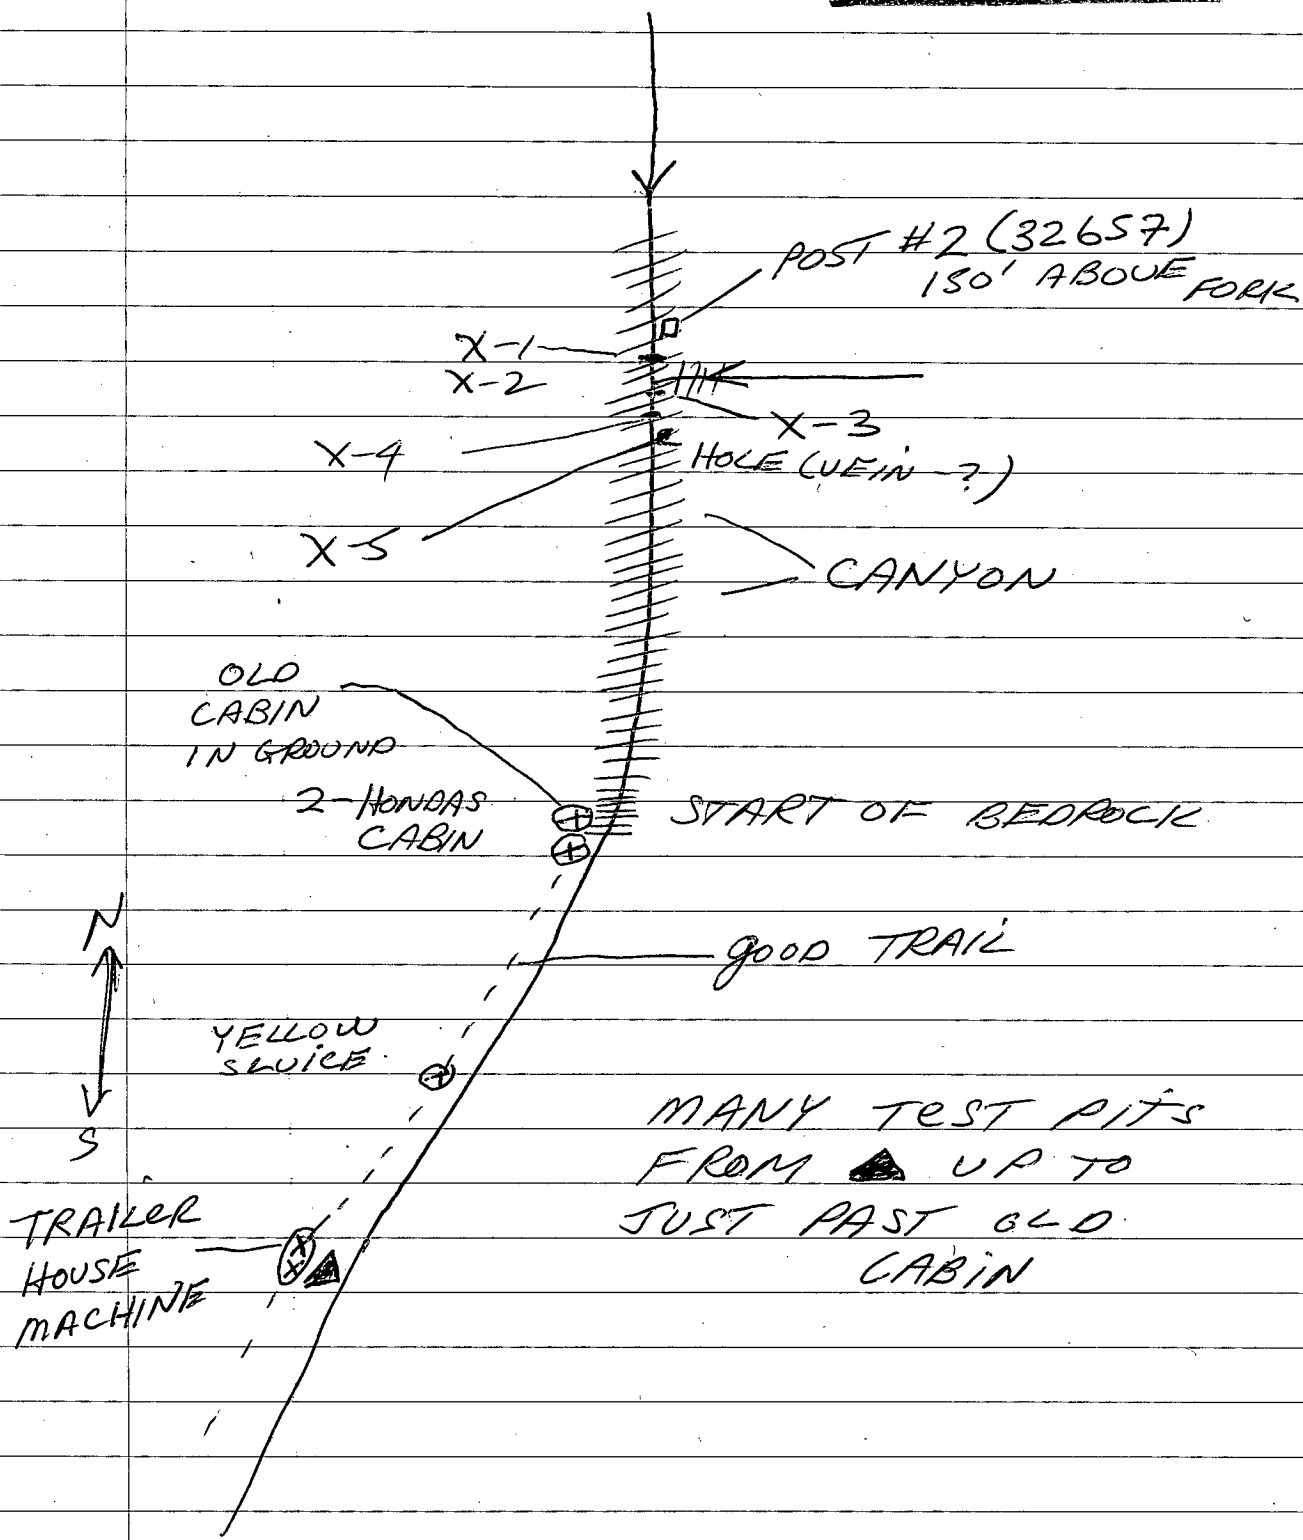 POST #2 (32657)
150' ABOVE FORK
X-1
X-2
X-3
X-4
HOLE (VEIN-?)
X-5
CANYON
OLD
CABIN
IN GROUND
2-HONDAS
CABIN
START OF BEDROCK
N
GOOD TRAIL
YELLOW
SLUICE
S
MANY TEST PITS
FROM ▲ UP TO
JUST PAST OLD
CABIN
TRAILER
HOUSE
MACHINE